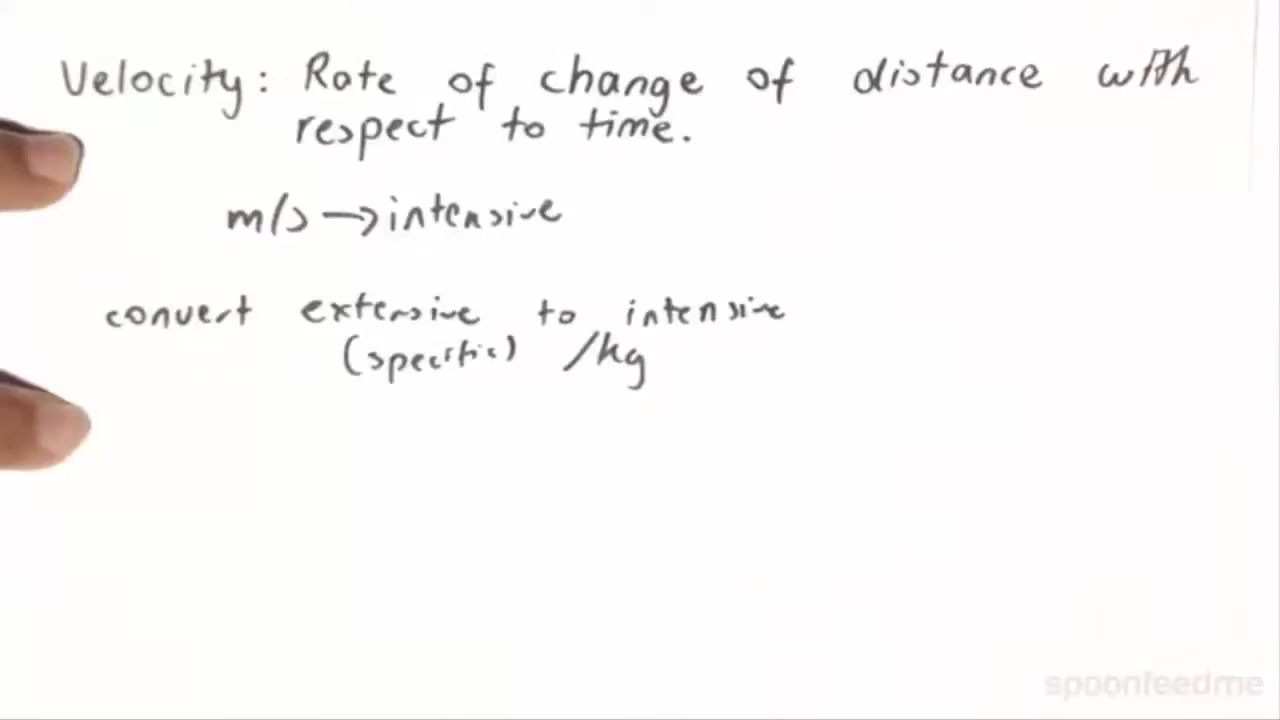 Velocity: Rate of change of distance with
respect to time.
m/s → intensive
convert extensive to intensive
(specific) /kg
spoonfeedme